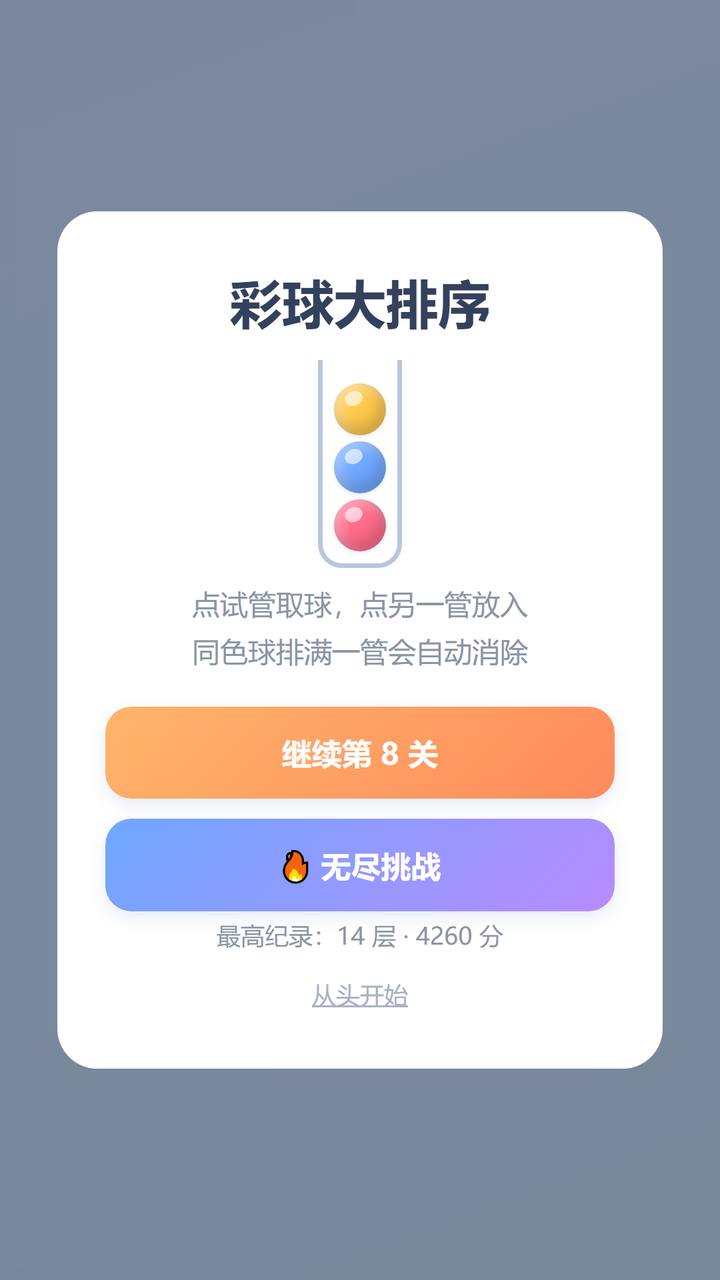 彩球大排序
点试管取球，点另一管放入
同色球排满一管会自动消除
继续第 8 关
🔥 无尽挑战
最高纪录：14 层 · 4260 分
从头开始